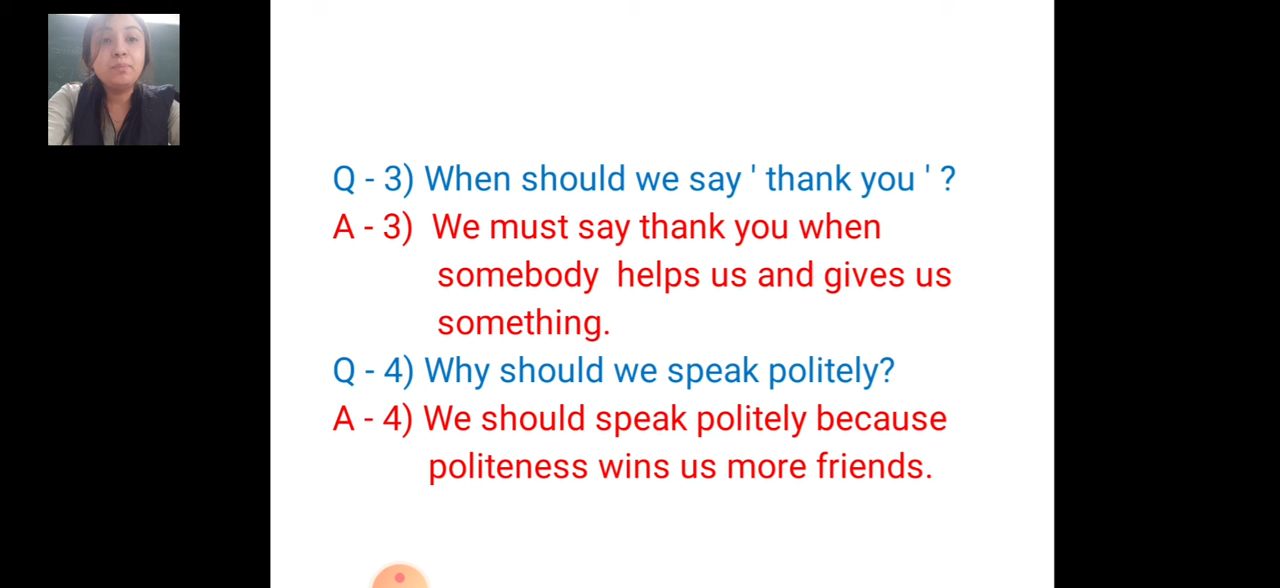 Q - 3) When should we say ' thank you ' ?
A - 3) We must say thank you when
somebody helps us and gives us
something.
Q - 4) Why should we speak politely?
A - 4) We should speak politely because
politeness wins us more friends.